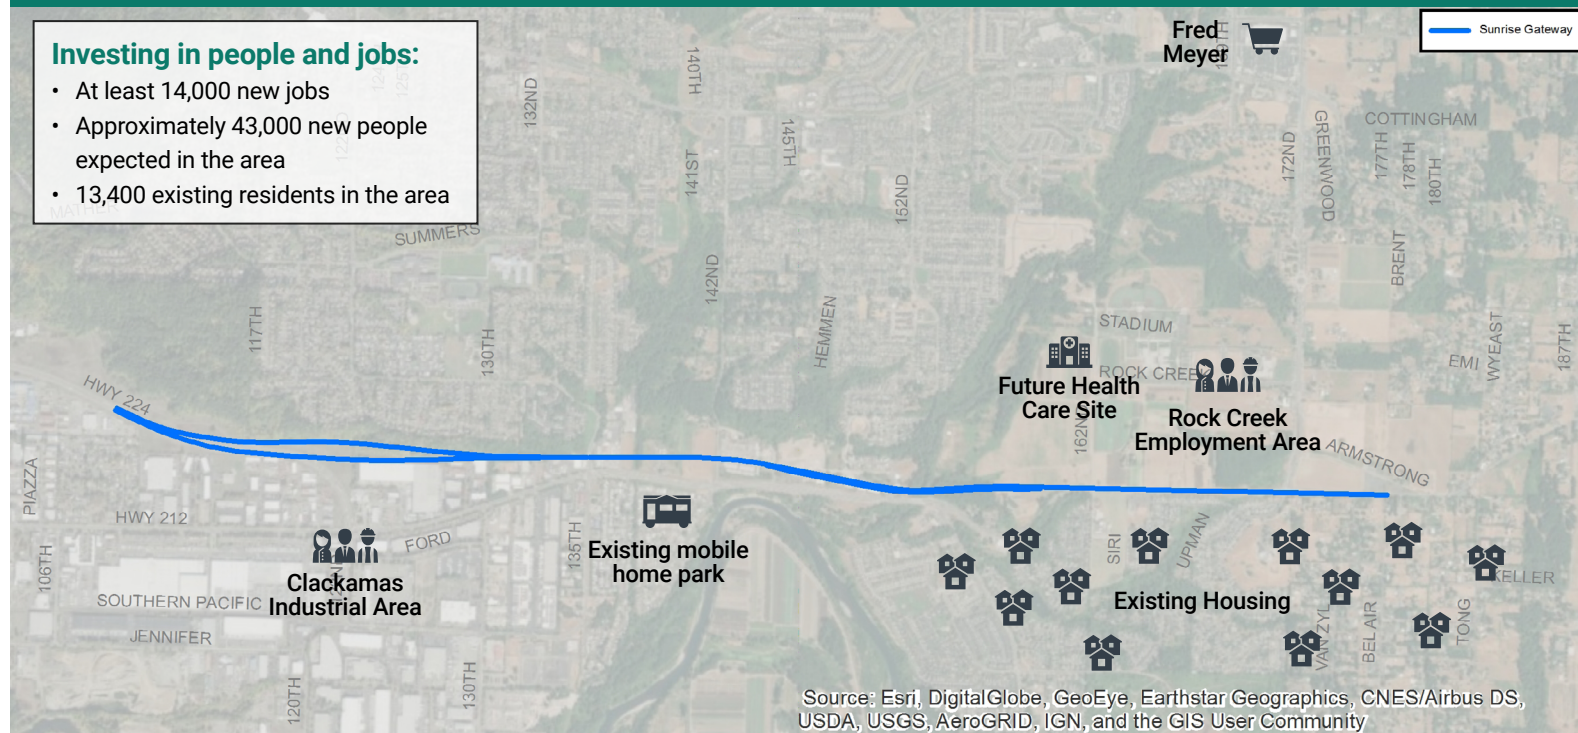 Investing in people and jobs:
• At least 14,000 new jobs
• Approximately 43,000 new people
expected in the area
• 13,400 existing residents in the area
Fred
Meyer
Sunrise Gateway
140TH
132ND
145TH
141ST
152ND
142ND
172ND
GREENWOOD
COTTINGHAM
177TH
178TH
180TH
BRENT
MATHER
SUMMERS
117TH
130TH
HEMMEN
STADIUM
ROCK CREEK
EMI
WYEAST
187TH
HWY 224
Future Health
Care Site
162ND
Rock Creek
Employment Area
ARMSTRONG
PIAZZA
HWY 212
FORD
135TH
106TH
Clackamas
Industrial Area
SOUTHERN PACIFIC
JENNIFER
120TH
130TH
Existing mobile
home park
SIRI
UPMAN
Existing Housing
VAN ZYL
BEL AIR
TONG
KELLER
Source: Esri, DigitalGlobe, GeoEye, Earthstar Geographics, CNES/Airbus DS,
USDA, USGS, AeroGRID, IGN, and the GIS User Community